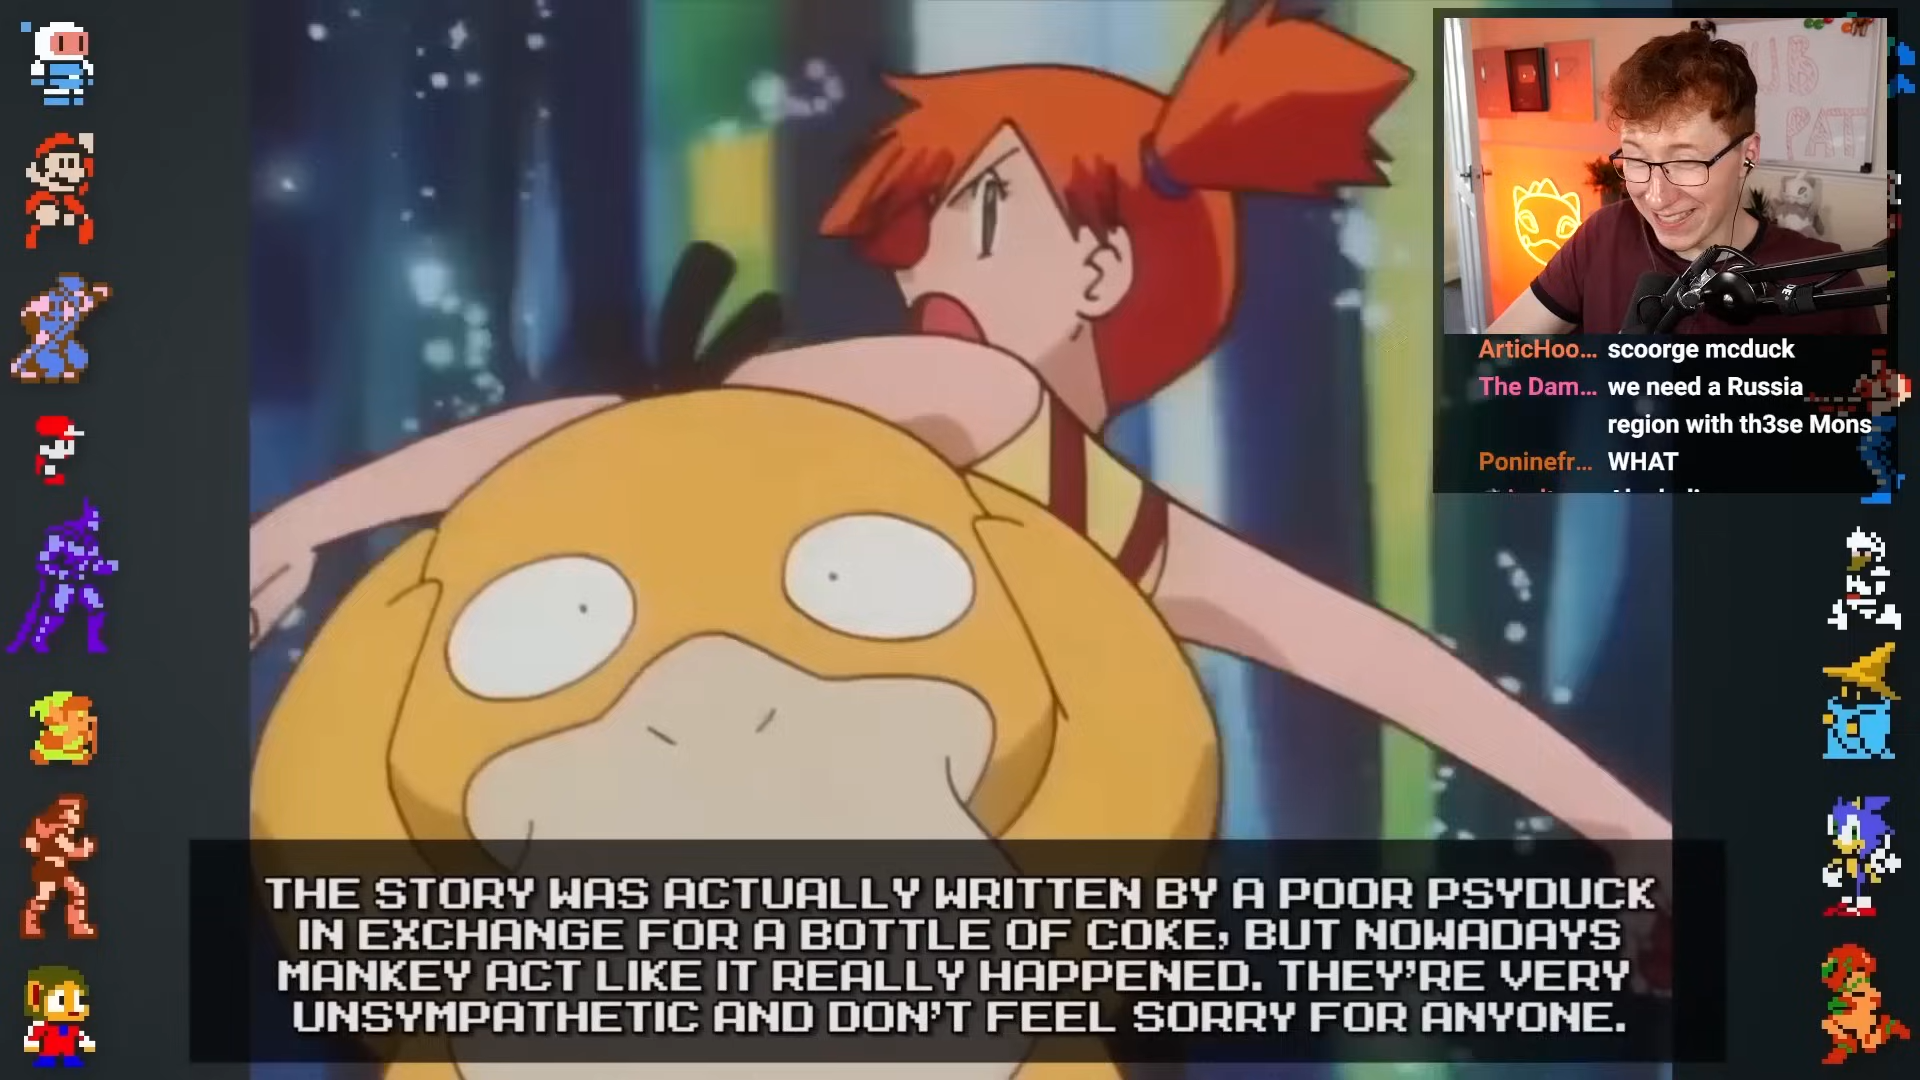 UB
PAT
ArticHoo... scoorge mcduck
The Dam... we need a Russia
region with th3se Mons
Poninefr... WHAT
THE STORY WAS ACTUALLY WRITTEN BY A POOR PSYDUCK
IN EXCHANGE FOR A BOTTLE OF COKE, BUT NOWADAYS
MANKEY ACT LIKE IT REALLY HAPPENED. THEY'RE VERY
UNSYMPATHETIC AND DON'T FEEL SORRY FOR ANYONE.